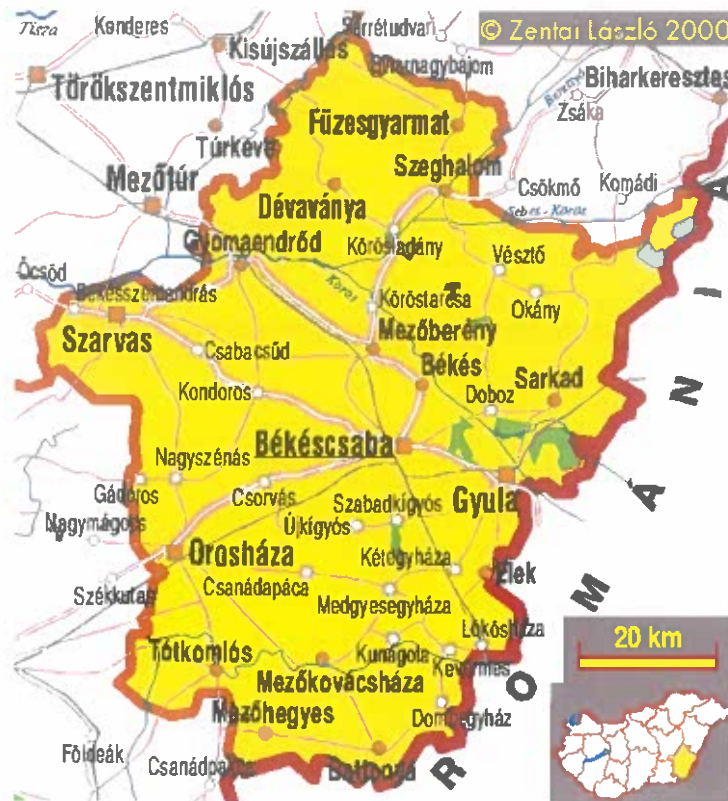 Tisza
Kenderes
Sárrétudvari
© Zentai László 2000
Kisújszállás
Biharnagybajom
Törökszentmiklós
Biharkeresztes
Zsáka
Füzesgyarmat
Túrkeve
Mezőtúr
Szeghalom
Csökmő
Komádi
Dévaványa
Sebes-Körös
Gyomaendrőd
Körösladány
Vésztő
Öcsöd
Békésszentandrás
Körös
Köröstarcsa
Okány
Szarvas
Mezőberény
Csabacsűd
Békés
Kondoros
Doboz
Sarkad
Békéscsaba
Nagyszénás
Gádoros
Csorvás
Szabadkígyós
Gyula
Nagymágocs
Újkígyós
Orosháza
Kétegyháza
Elek
Székkutas
Csanádapáca
Medgyesegyháza
Lőkösháza
20 km
Tótkomlós
Kunágota
Kevermes
Mezőkovácsháza
Mezőhegyes
Dombegyház
Földeák
Csanádpalota
Battonya
ROMÁNIA